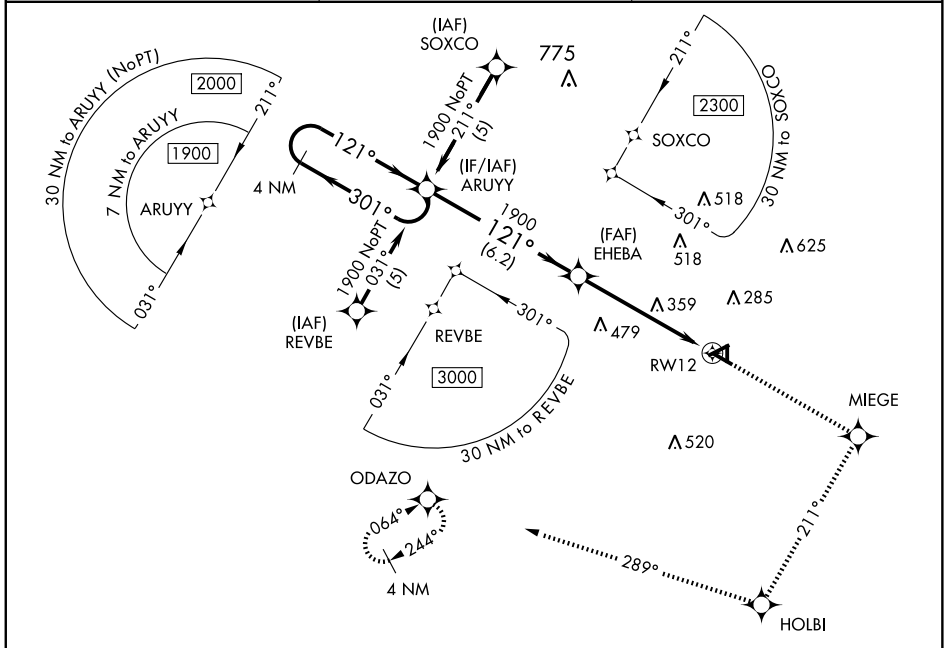 (IAF)
SOXCO
775
30 NM to ARUYY (NoPT)
2000
211°
7 NM to ARUYY
1900
ARUYY
031°
121°
4 NM
301°
1900 NoPT
211°
(5)
(IF/IAF)
ARUYY
1900 NoPT
031°
(5)
(IAF)
REVBE
1900
121°
(6.2)
(FAF)
EHEBA
211°
2300
SOXCO
30 NM to SOXCO
301°
518
518
625
285
359
479
RW12
301°
REVBE
031°
3000
30 NM to REVBE
520
MIEGE
211°
ODAZO
064°
244°
4 NM
289°
HOLBI